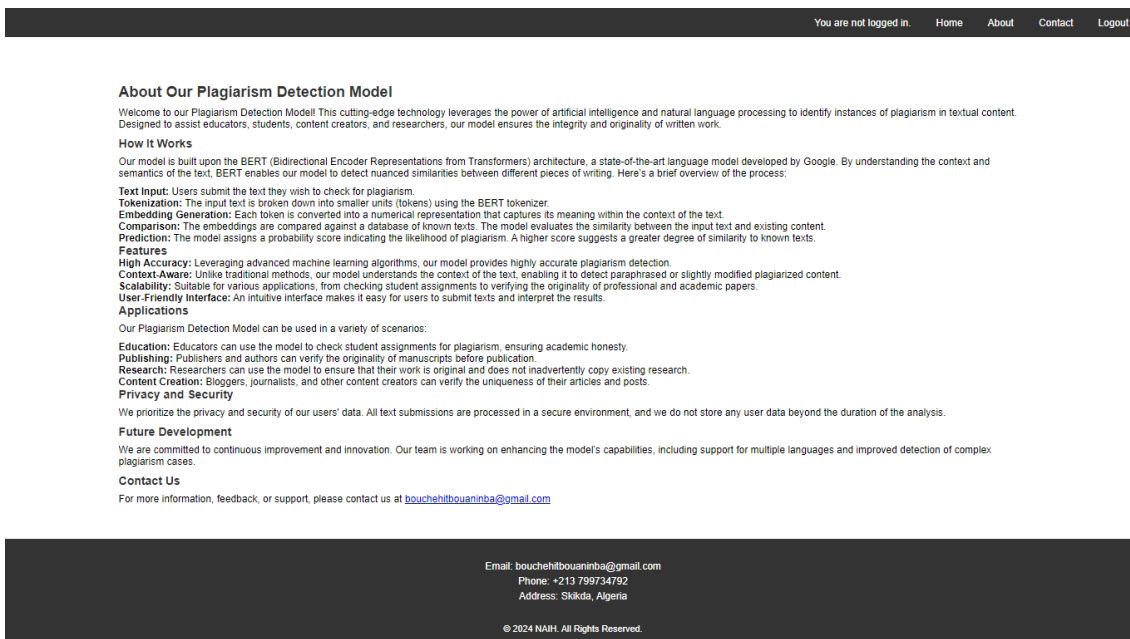 You are not logged in. Home About Contact Logout
About Our Plagiarism Detection Model
Welcome to our Plagiarism Detection Model! This cutting-edge technology leverages the power of artificial intelligence and natural language processing to identify instances of plagiarism in textual content.
Designed to assist educators, students, content creators, and researchers, our model ensures the integrity and originality of written work.
How It Works
Our model is built upon the BERT (Bidirectional Encoder Representations from Transformers) architecture, a state-of-the-art language model developed by Google. By understanding the context and
semantics of the text, BERT enables our model to detect nuanced similarities between different pieces of writing. Here's a brief overview of the process:
Text Input: Users submit the text they wish to check for plagiarism.
Tokenization: The input text is broken down into smaller units (tokens) using the BERT tokenizer.
Embedding Generation: Each token is converted into a numerical representation that captures its meaning within the context of the text.
Comparison: The embeddings are compared against a database of known texts. The model evaluates the similarity between the input text and existing content.
Prediction: The model assigns a probability score indicating the likelihood of plagiarism. A higher score suggests a greater degree of similarity to known texts.
Features
High Accuracy: Leveraging advanced machine learning algorithms, our model provides highly accurate plagiarism detection.
Context-Aware: Unlike traditional methods, our model understands the context of the text, enabling it to detect paraphrased or slightly modified plagiarized content.
Scalability: Suitable for various applications, from checking student assignments to verifying the originality of professional and academic papers.
User-Friendly Interface: An intuitive interface makes it easy for users to submit texts and interpret the results.
Applications
Our Plagiarism Detection Model can be used in a variety of scenarios:
Education: Educators can use the model to check student assignments for plagiarism, ensuring academic honesty.
Publishing: Publishers and authors can verify the originality of manuscripts before publication.
Research: Researchers can use the model to ensure that their work is original and does not inadvertently copy existing research.
Content Creation: Bloggers, journalists, and other content creators can verify the uniqueness of their articles and posts.
Privacy and Security
We prioritize the privacy and security of our users' data. All text submissions are processed in a secure environment, and we do not store any user data beyond the duration of the analysis.
Future Development
We are committed to continuous improvement and innovation. Our team is working on enhancing the model's capabilities, including support for multiple languages and improved detection of complex
plagiarism cases.
Contact Us
For more information, feedback, or support, please contact us at bouchehitbouaninba@gmail.com
Email: bouchehitbouaninba@gmail.com
Phone: +213 799734792
Address: Skikda, Algeria
© 2024 NAIH. All Rights Reserved.